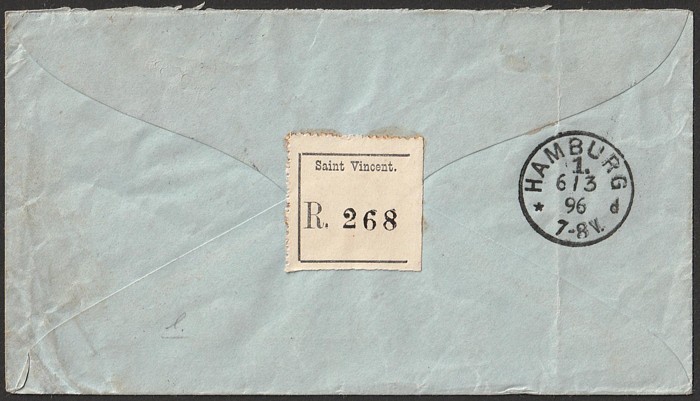 Saint Vincent.
R. 268
HAMBURG
1.
6/3
96
* d
7-8V.